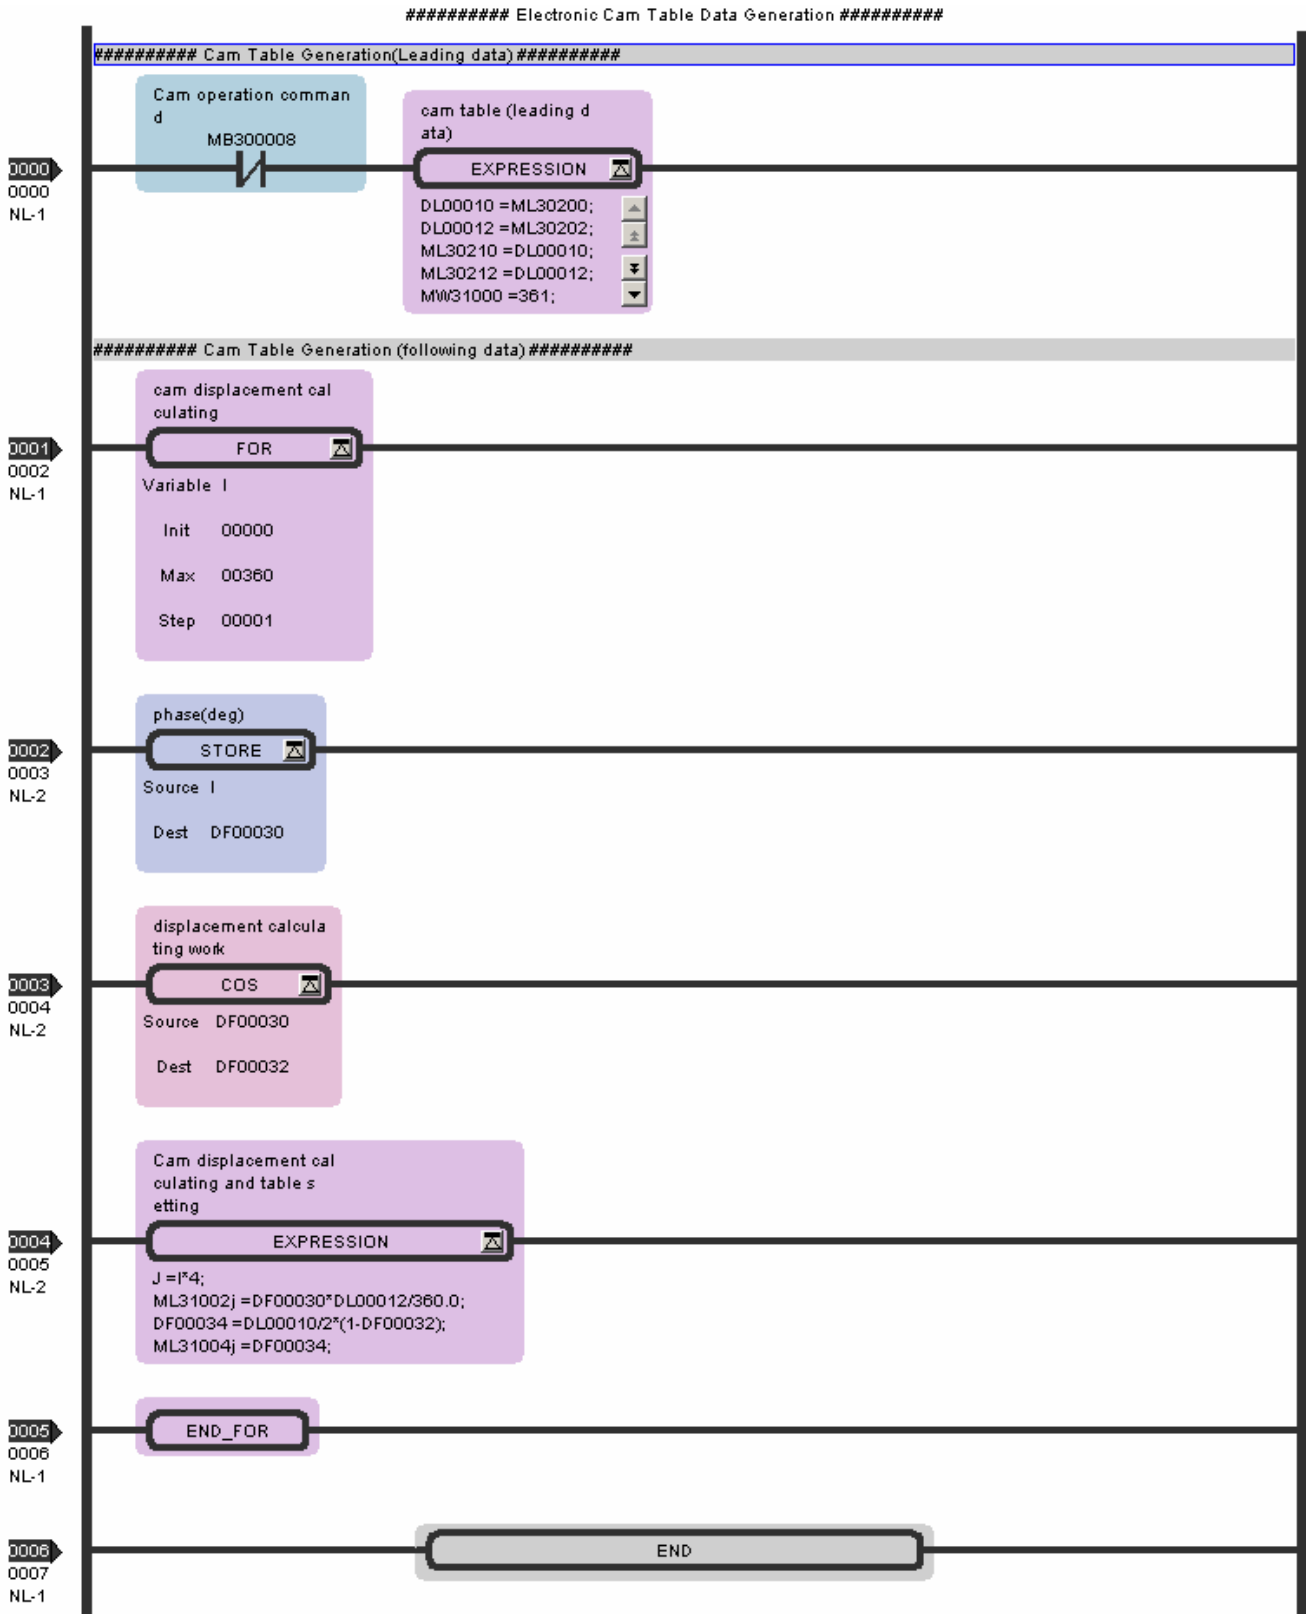 ########## Electronic Cam Table Data Generation ##########
########## Cam Table Generation(Leading data) ##########
Cam operation comman
d
MB300008
cam table (leading d
ata)
EXPRESSION
0000
0000
NL-1
DL00010 =ML30200;
DL00012 =ML30202;
ML30210 =DL00010;
ML30212 =DL00012;
MW31000 =361;
########## Cam Table Generation (following data) ##########
cam displacement cal
culating
0001
0002
NL-1
FOR
Variable I
Init 00000
Max 00360
Step 00001
phase(deg)
0002
0003
NL-2
STORE
Source I
Dest DF00030
displacement calcula
ting work
0003
0004
NL-2
COS
Source DF00030
Dest DF00032
Cam displacement cal
culating and table s
etting
0004
0005
NL-2
EXPRESSION
J =I*4;
ML31002j =DF00030*DL00012/360.0;
DF00034 =DL00010/2*(1-DF00032);
ML31004j =DF00034;
0005
0006
NL-1
END_FOR
0006
0007
NL-1
END